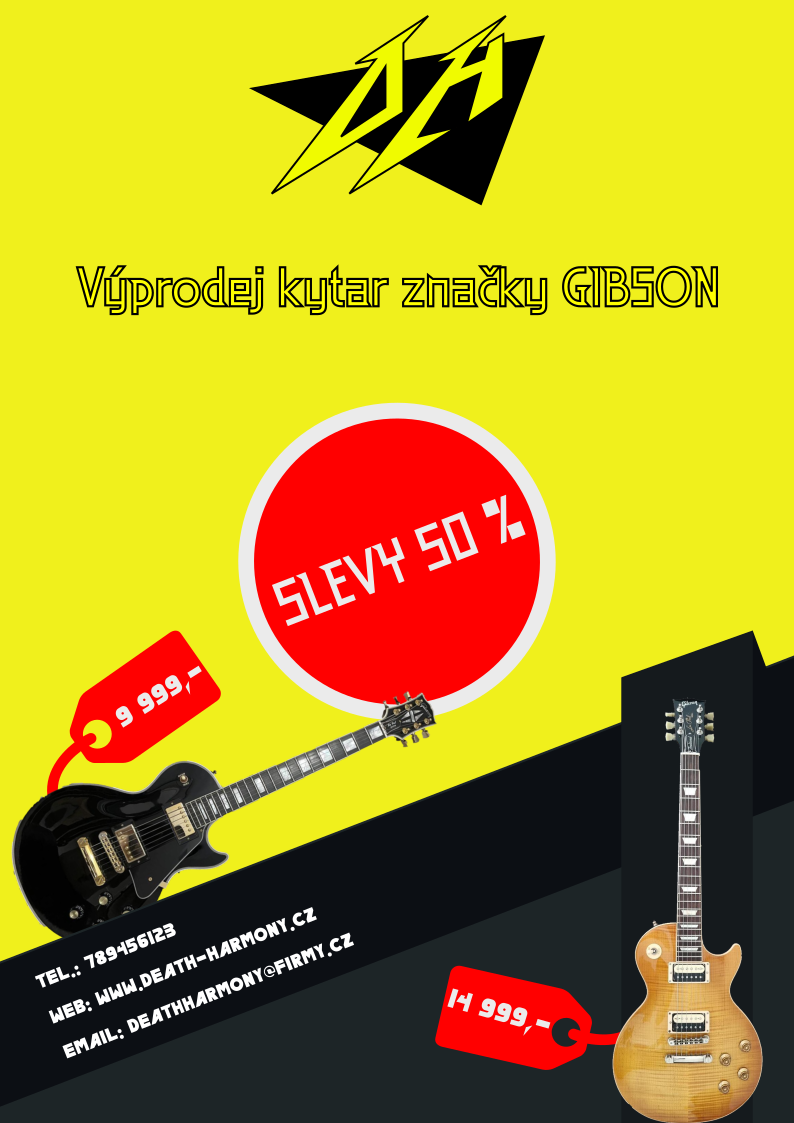 DH
Výprodej kytar značky GIBSON
SLEVY 50 %
9 999,-
TEL.: 789456123
WEB: WWW.DEATH-HARMONY.CZ
EMAIL: DEATHHARMONY@FIRMY.CZ
14 999,-
Gibson